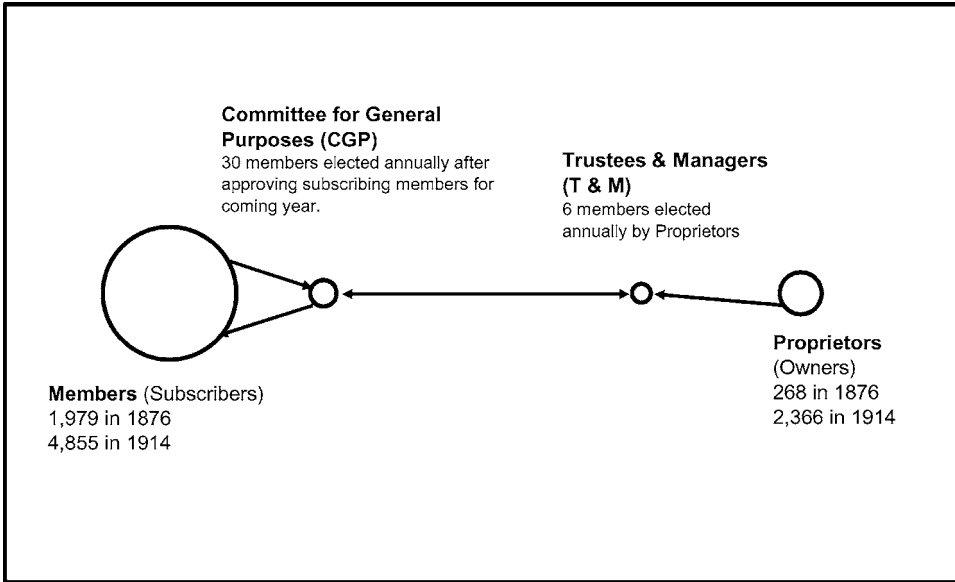 Committee for General
Purposes (CGP)
30 members elected annually after
approving subscribing members for
coming year.
Trustees & Managers
(T & M)
6 members elected
annually by Proprietors
Members (Subscribers)
1,979 in 1876
4,855 in 1914
Proprietors
(Owners)
268 in 1876
2,366 in 1914